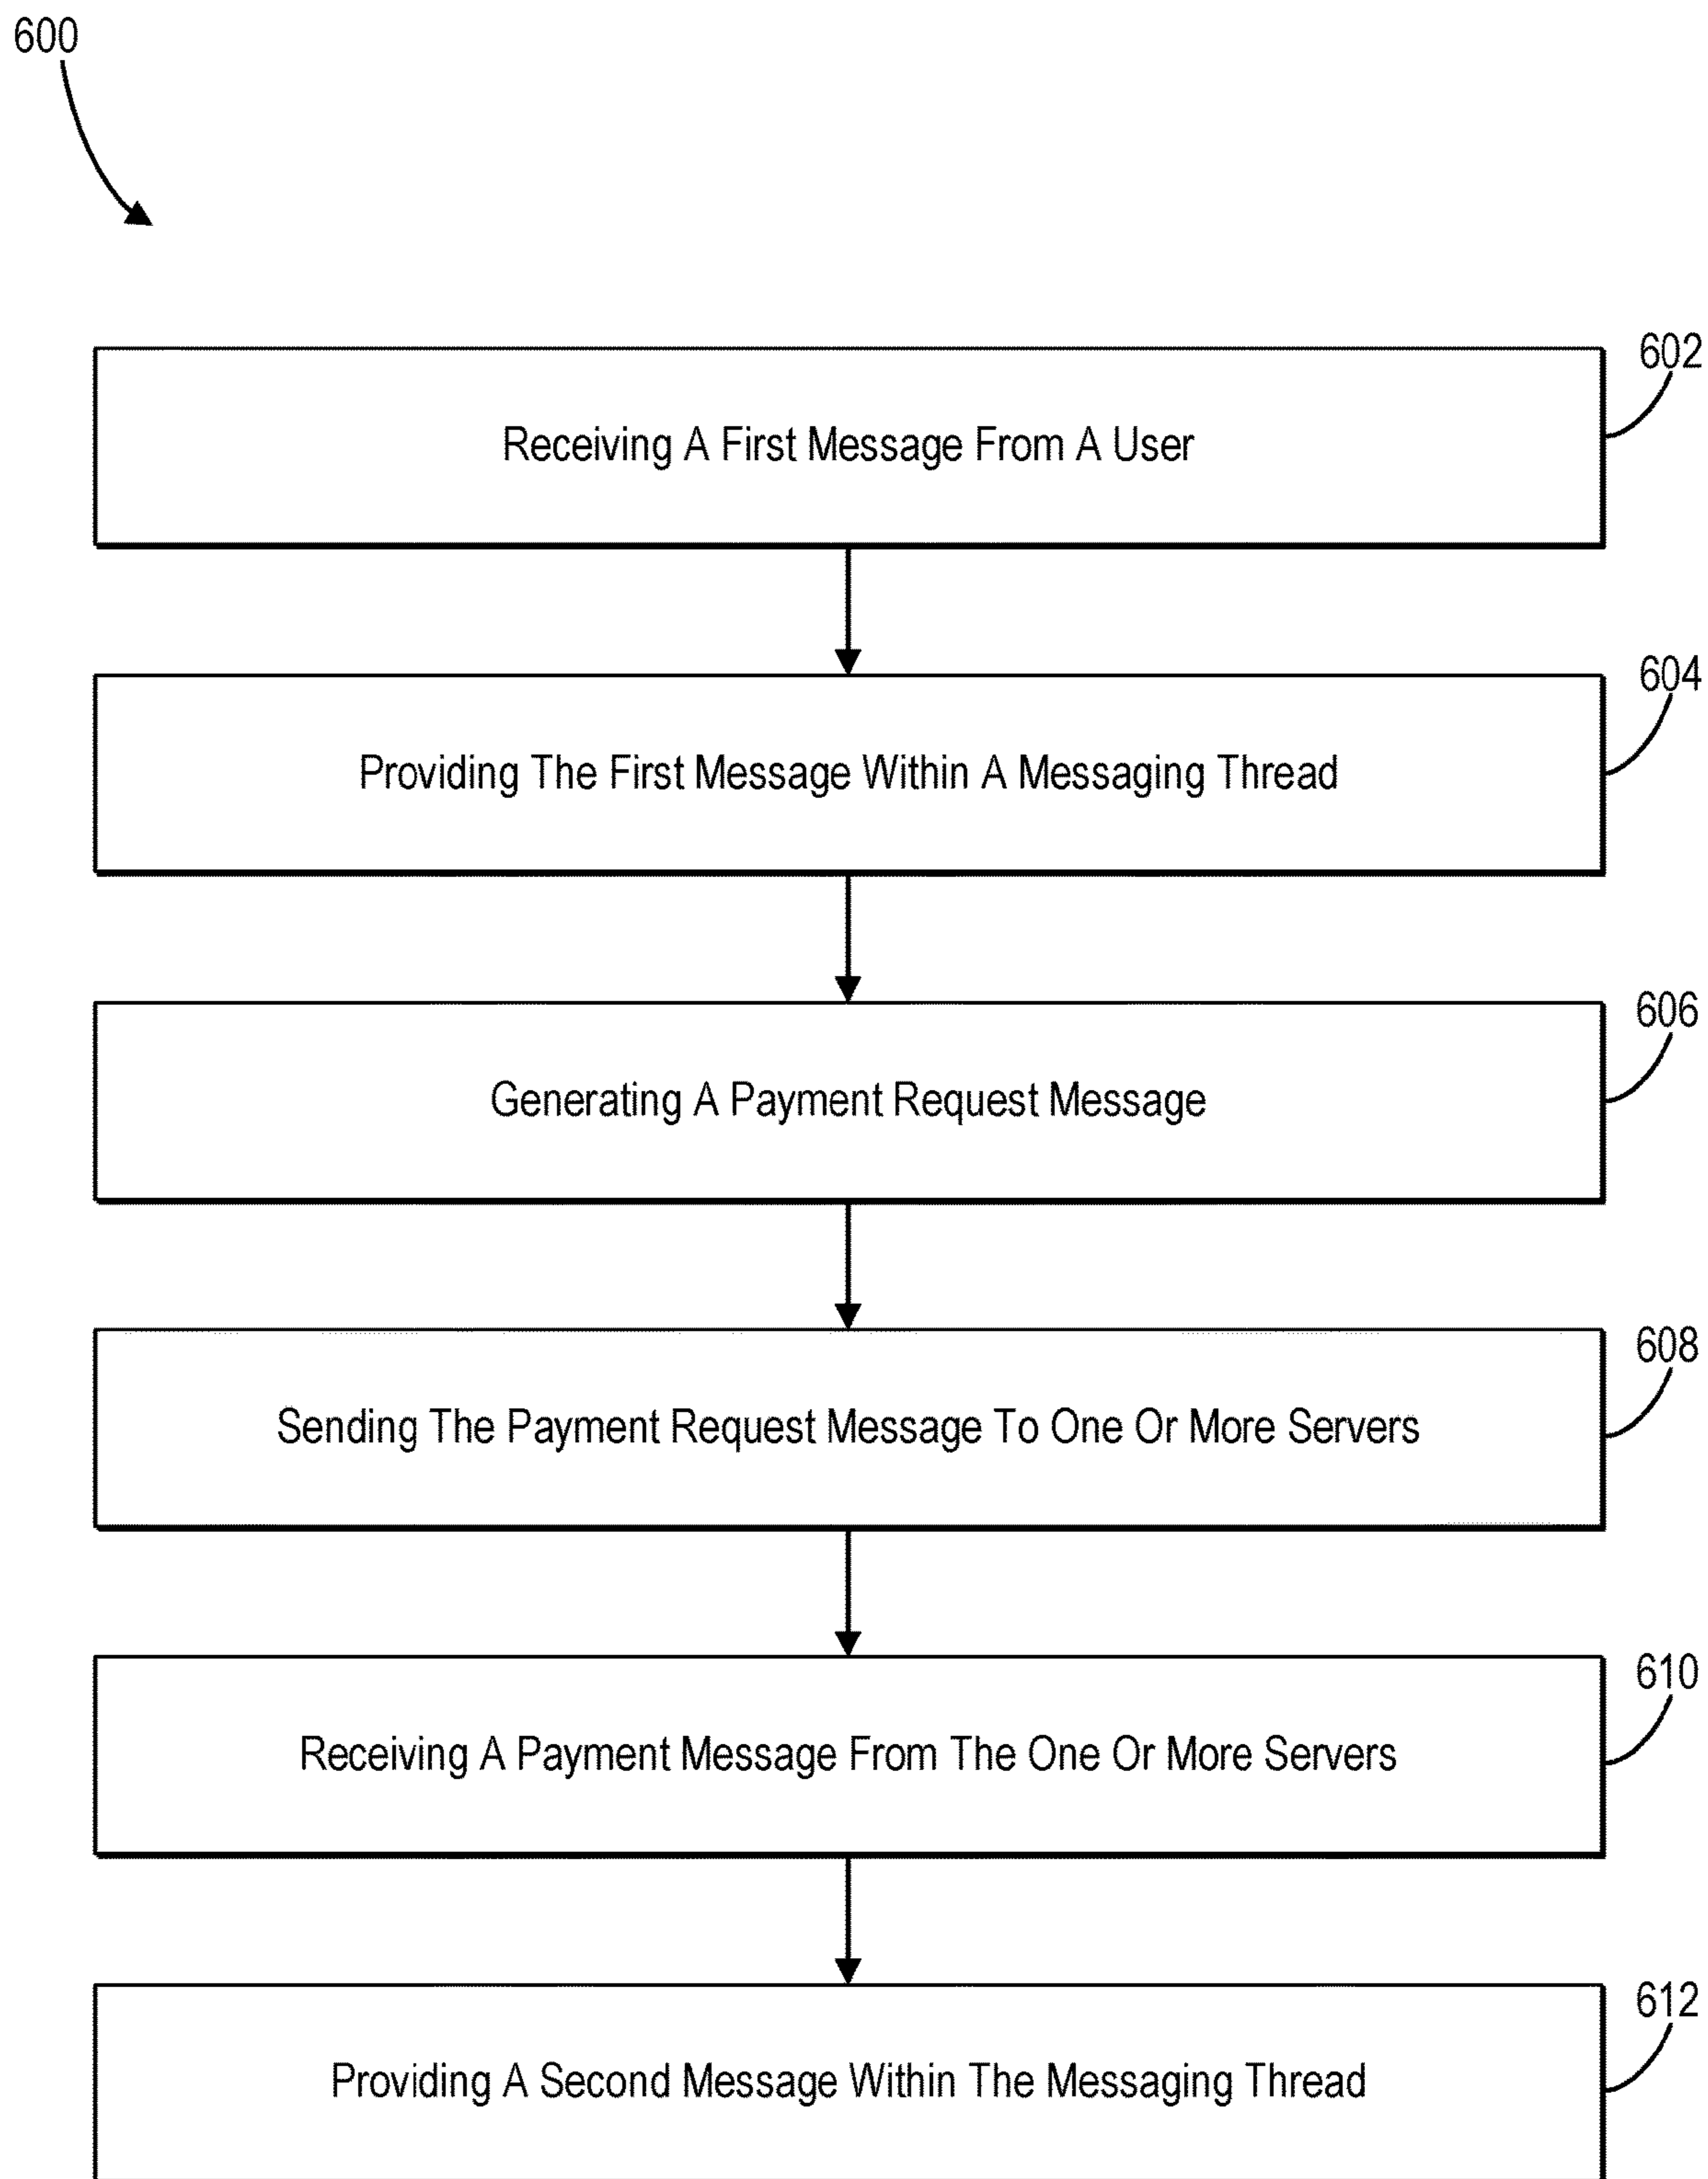 600
602
Receiving A First Message From A User
604
Providing The First Message Within A Messaging Thread
606
Generating A Payment Request Message
608
Sending The Payment Request Message To One Or More Servers
610
Receiving A Payment Message From The One Or More Servers
612
Providing A Second Message Within The Messaging Thread